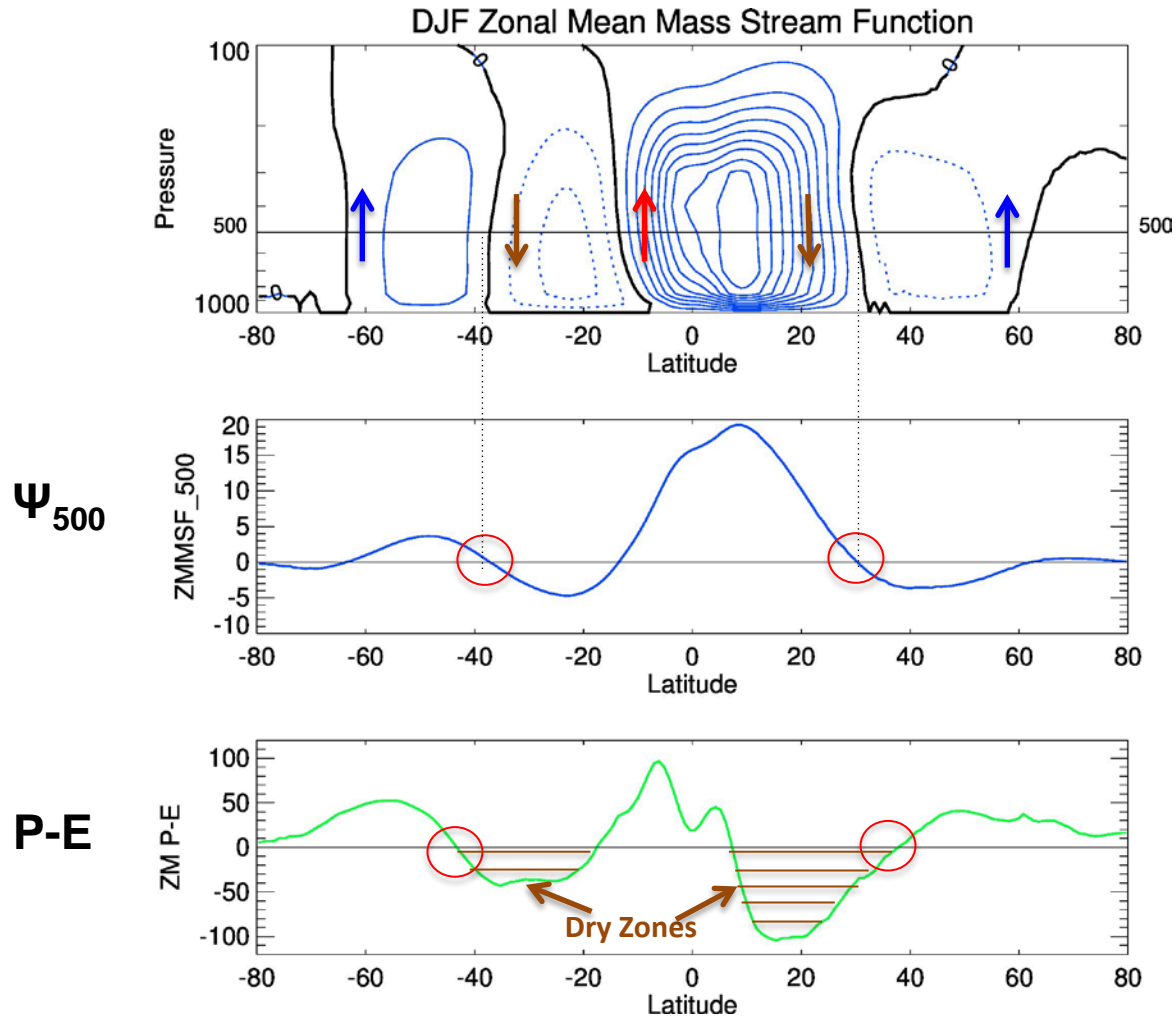 DJF Zonal Mean Mass Stream Function
100
500
1000
Pressure
0
0
0
500
-80 -60 -40 -20 0 20 40 60 80
Latitude
Ψ500
ZMMSF_500
20
15
10
5
0
-5
-10
-80 -60 -40 -20 0 20 40 60 80
Latitude
P-E
ZM P-E
100
50
0
-50
-100
Dry Zones
-80 -60 -40 -20 0 20 40 60 80
Latitude